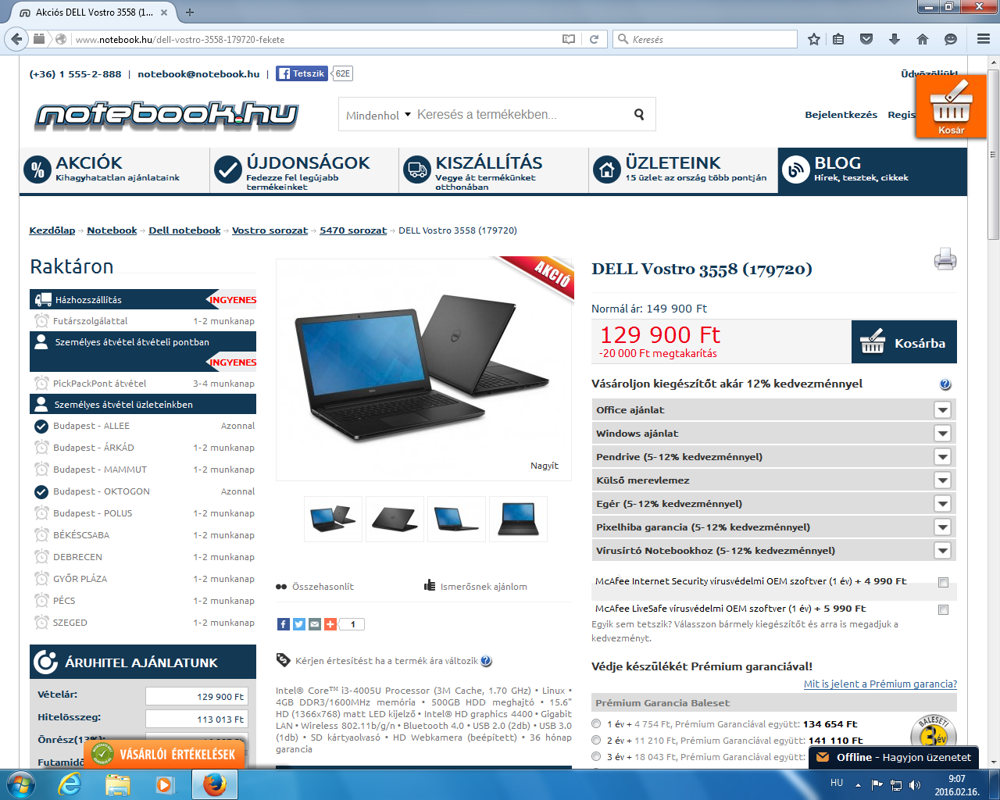 Akciós DELL Vostro 3558 (1...
www.notebook.hu/dell-vostro-3558-179720-fekete
Keresés
(+36) 1 555-2-888 | notebook@notebook.hu |
Tetszik
62E
Üdvözöljük!
notebook.hu
Mindenhol
Keresés a termékekben...
Bejelentkezés
Regis
Kosár
%
AKCIÓK
Kihagyhatatlan ajánlataink
ÚJDONSÁGOK
Fedezze fel legújabb
termékeinket
KISZÁLLÍTÁS
Vegye át termékünket
otthonában
ÜZLETEINK
15 üzlet az ország több pontján
BLOG
Hírek, tesztek, cikkek
Kezdőlap → Notebook → Dell notebook → Vostro sorozat → 5470 sorozat → DELL Vostro 3558 (179720)
Raktáron
Házhozszállítás
INGYENES
Futárszolgálattal 1-2 munkanap
Személyes átvétel átvételi pontban
INGYENES
PickPackPont átvétel 3-4 munkanap
Személyes átvétel üzleteinkben
Budapest - ALLEE Azonnal
Budapest - ÁRKÁD 1-2 munkanap
Budapest - MAMMUT 1-2 munkanap
Budapest - OKTOGON Azonnal
Budapest - POLUS 1-2 munkanap
BÉKÉSCSABA 1-2 munkanap
DEBRECEN 1-2 munkanap
GYŐR PLÁZA 1-2 munkanap
PÉCS 1-2 munkanap
SZEGED 1-2 munkanap
ÁRUHITEL AJÁNLATUNK
Vételár: 129 900 Ft
Hitelösszeg: 113 013 Ft
Önrész(13%):
Futamidő
VÁSÁRLÓI ÉRTÉKELÉSEK
AKCIÓ
Nagyít
Összehasonlít
Ismerősnek ajánlom
1
Kérjen értesítést ha a termék ára változik
Intel® Core™ i3-4005U Processor (3M Cache, 1.70 GHz) • Linux •
4GB DDR3/1600MHz memória • 500GB HDD meghajtó • 15.6"
HD (1366x768) matt LED kijelző • Intel® HD graphics 4400 • Gigabit
LAN • Wireless 802.11b/g/n • Bluetooth 4.0 • USB 2.0 (2db) • USB 3.0
(1db) • SD kártyaolvasó • HD Webkamera (beépített) • 36 hónap
garancia
DELL Vostro 3558 (179720)
Normál ár: 149 900 Ft
129 900 Ft
-20 000 Ft megtakarítás
Kosárba
Vásároljon kiegészítőt akár 12% kedvezménnyel
Office ajánlat
Windows ajánlat
Pendrive (5-12% kedvezménnyel)
Külső merevlemez
Egér (5-12% kedvezménnyel)
Pixelhiba garancia (5-12% kedvezménnyel)
Vírusirtó Notebookhoz (5-12% kedvezménnyel)
McAfee Internet Security vírusvédelmi OEM szoftver (1 év) + 4 990 Ft
McAfee LiveSafe vírusvédelmi OEM szoftver (1 év) + 5 990 Ft
Egyik sem tetszik? Válasszon bármely kiegészítőt és arra is megadjuk a
kedvezményt.
Védje készülékét Prémium garanciával!
Mit is jelent a Prémium garancia?
Prémium Garancia Baleset
1 év + 4 754 Ft, Prémium Garanciával együtt: 134 654 Ft
2 év + 11 210 Ft, Prémium Garanciával együtt: 141 110 Ft
3 év + 18 043 Ft, Prémium Garanciával együtt:
BALESETI
3 év
Offline - Hagyjon üzenetet
HU
9:07
2016.02.16.